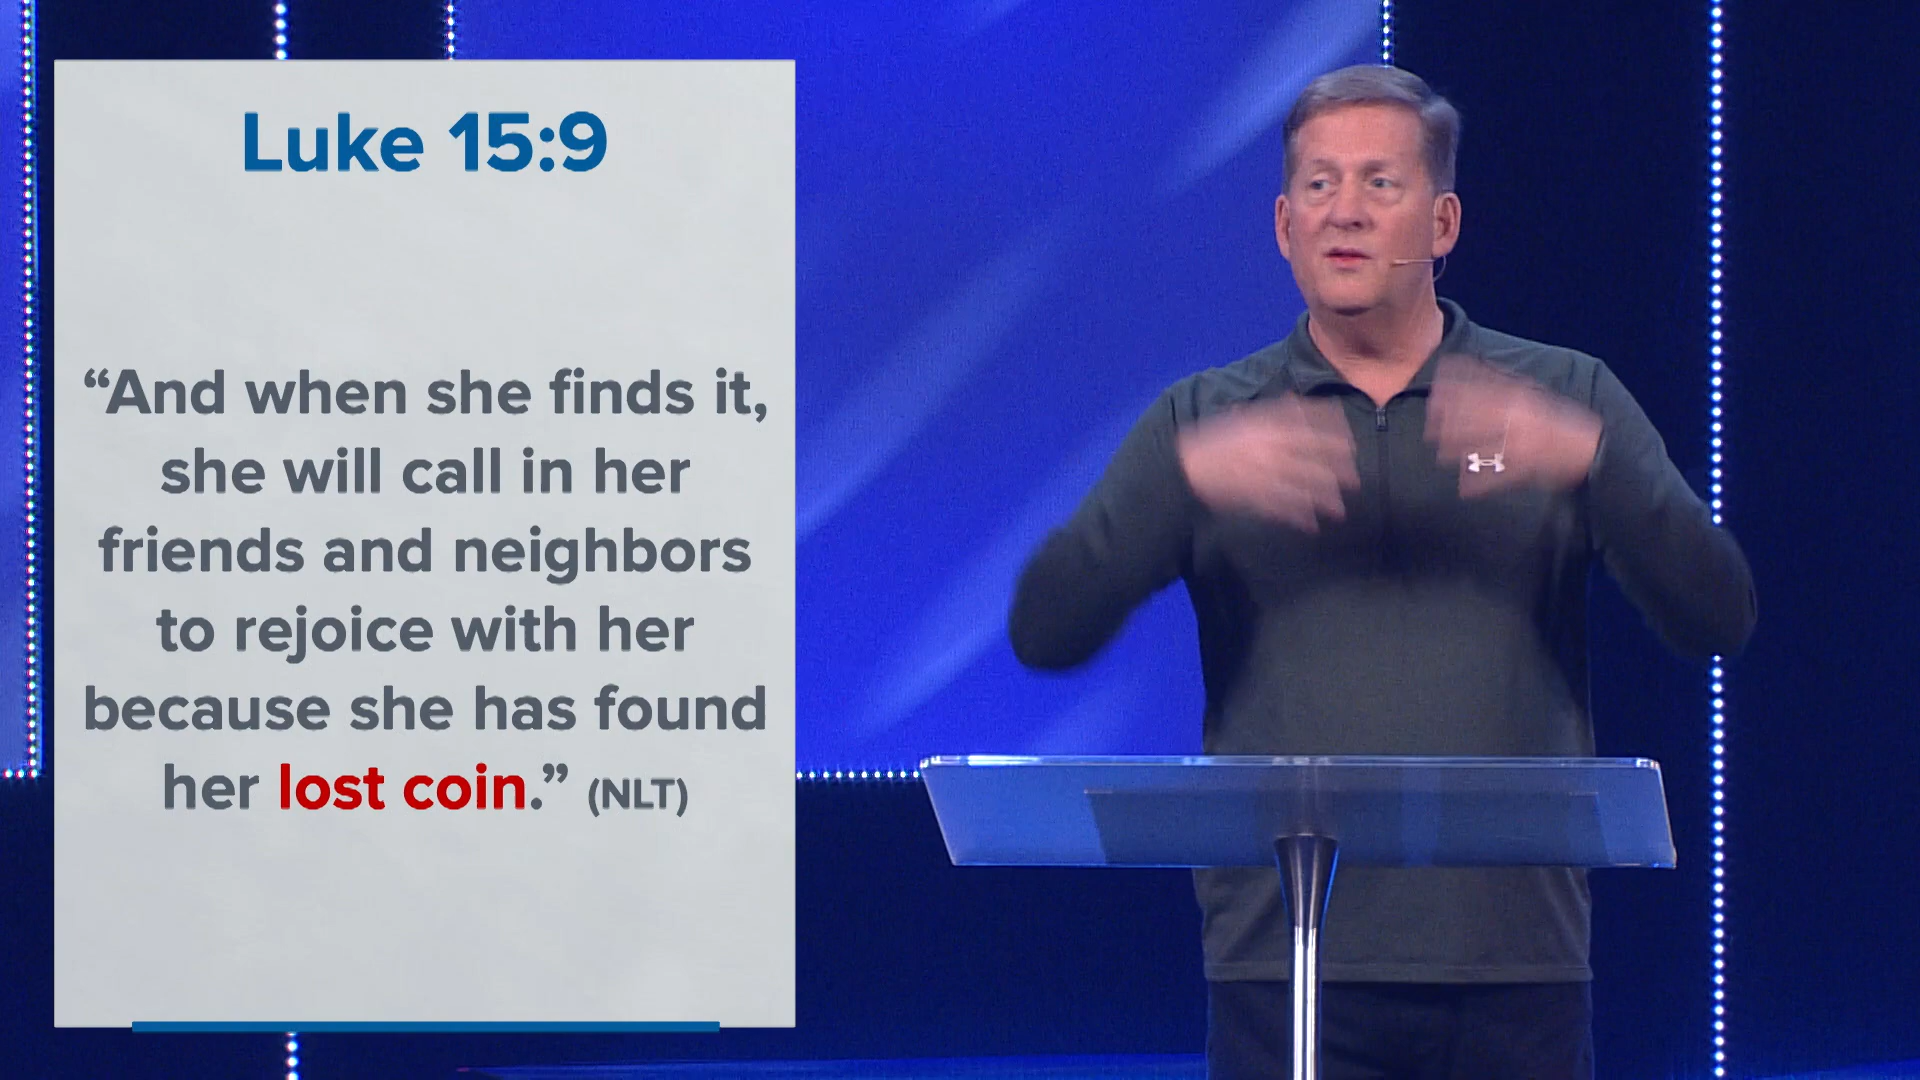 Luke 15:9
“And when she finds it,
she will call in her
friends and neighbors
to rejoice with her
because she has found
her lost coin.” (NLT)